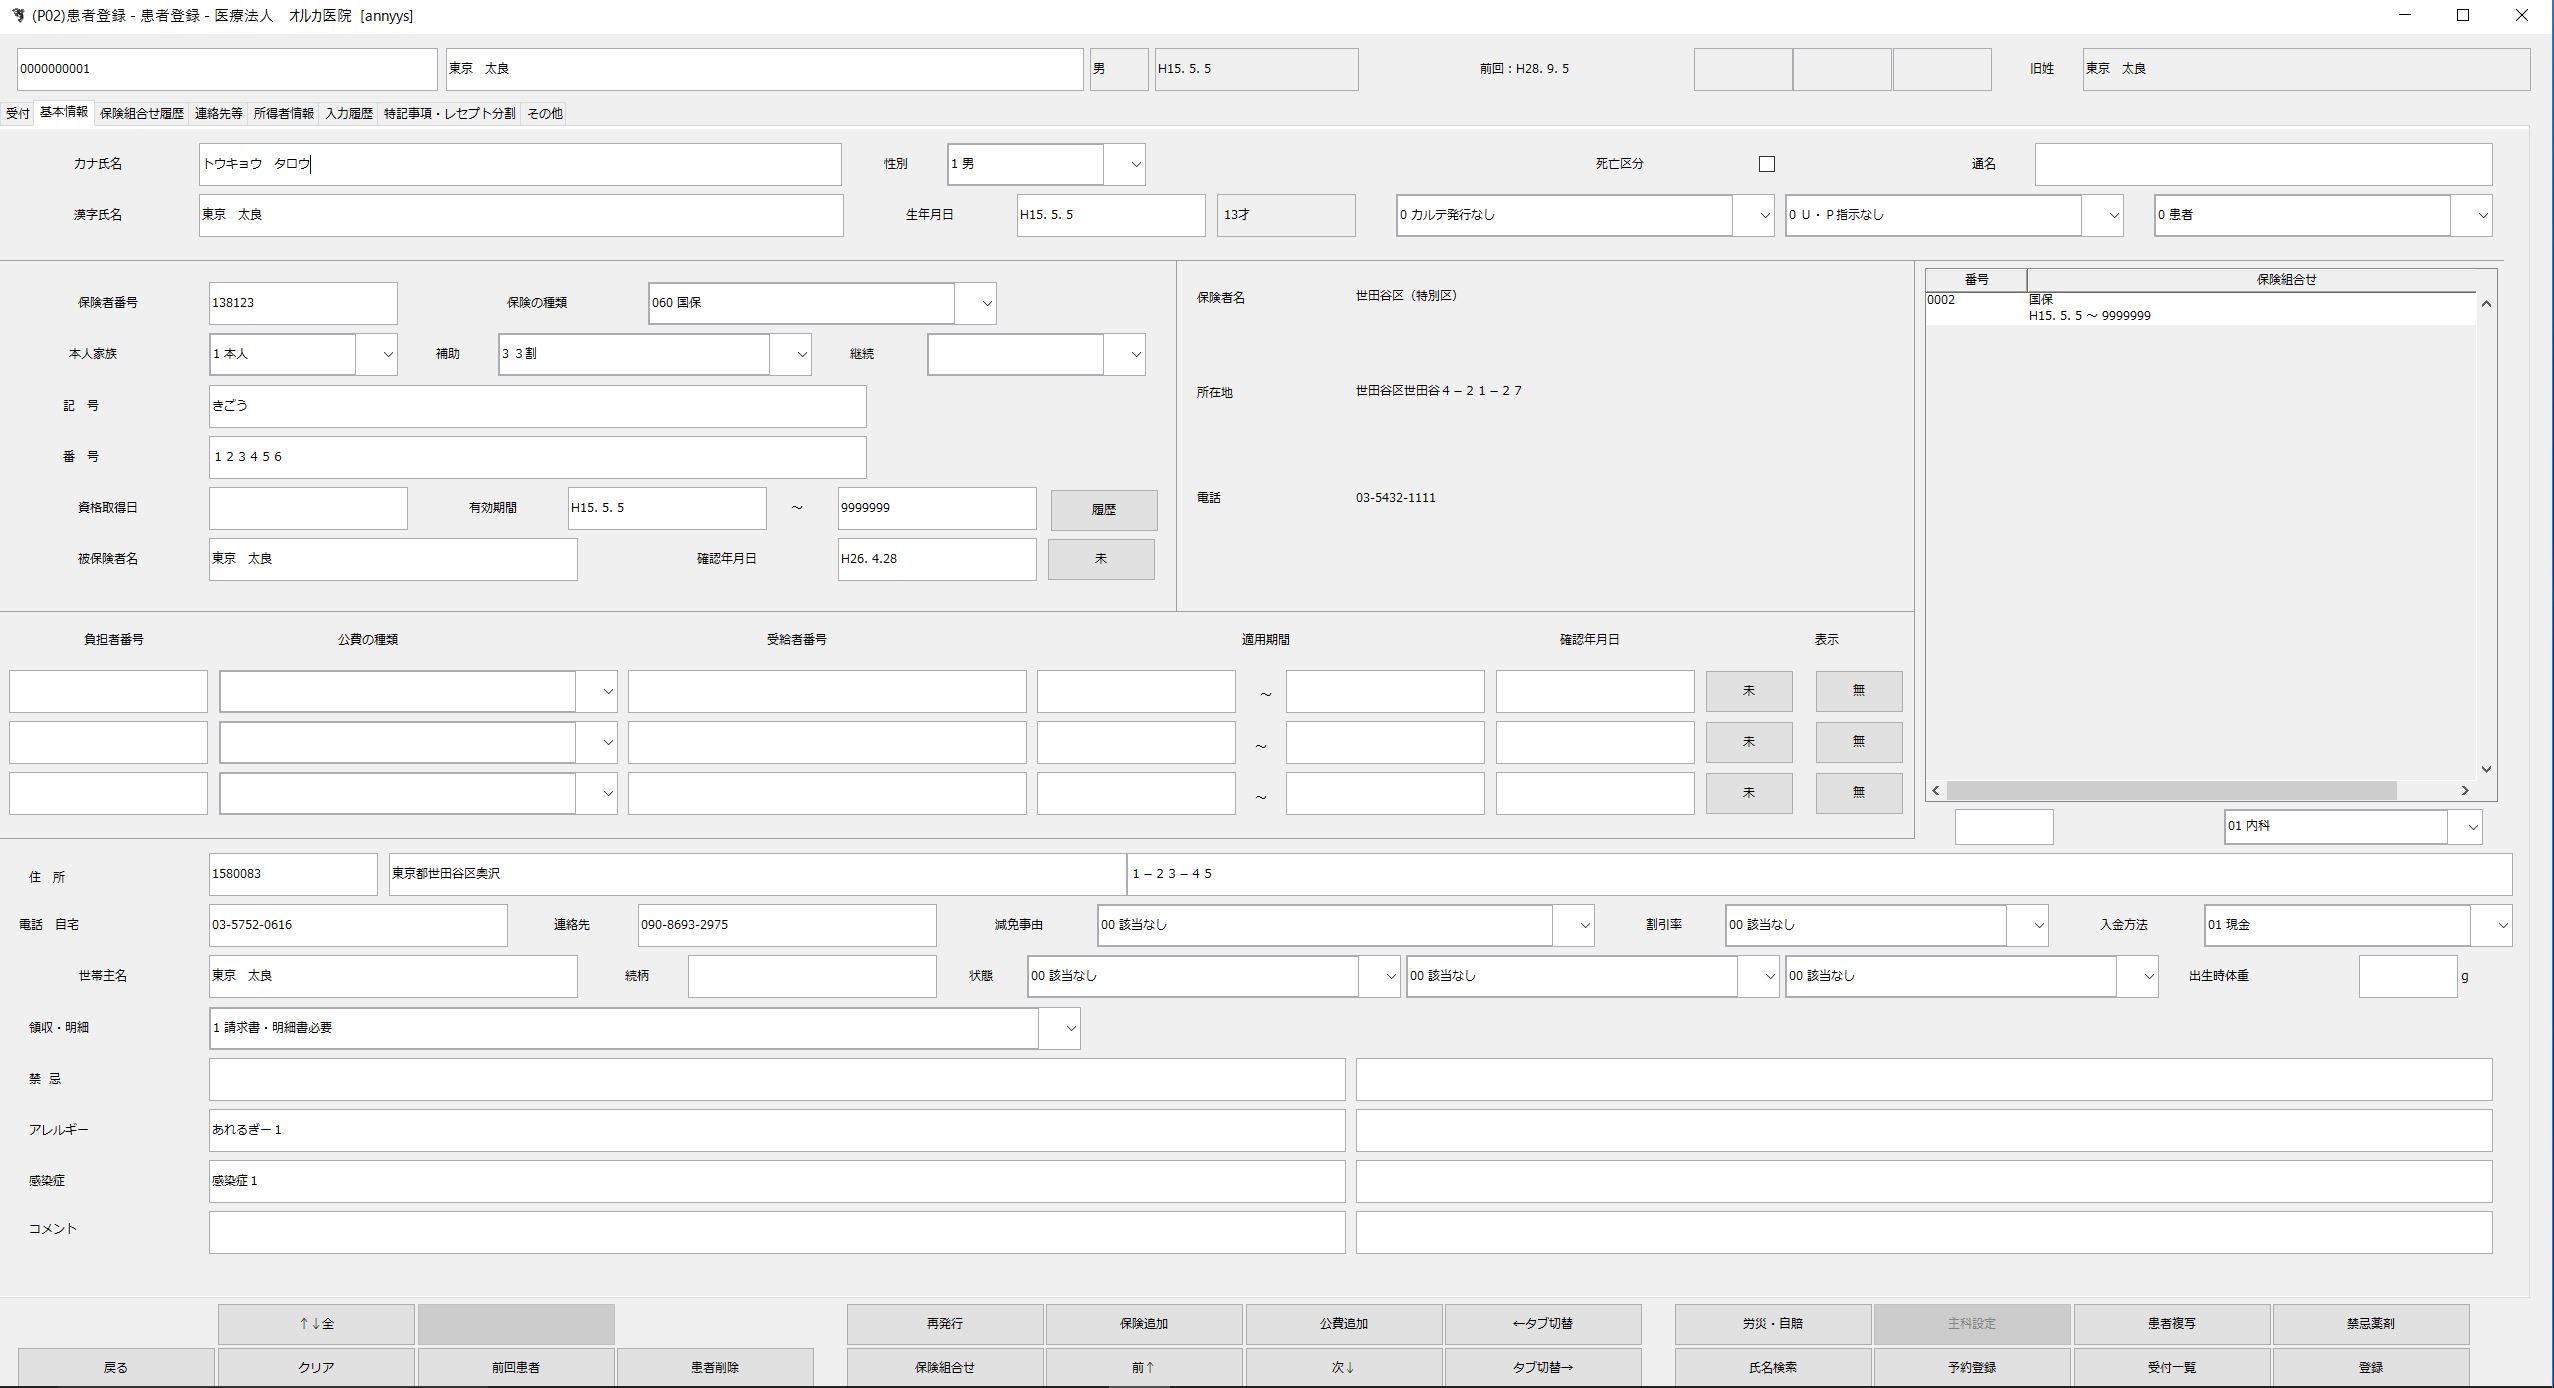 (P02)患者登録 - 患者登録 - 医療法人　オルカ医院 [annyys]
0000000001 東京　太良 男 H15. 5. 5 前回 : H28. 9. 5 旧姓 東京　太良
受付 基本情報 保険組合せ履歴 連絡先等 所得者情報 入力履歴 特記事項・レセプト分割 その他
カナ氏名 トウキョウ　タロウ 性別 1 男 死亡区分 通名
漢字氏名 東京　太良 生年月日 H15. 5. 5 13才 0 カルテ発行なし 0 U・P指示なし 0 患者
保険者番号 138123 保険の種類 060 国保
本人家族 1 本人 補助 3 3割 継続
記　号 きごう
番　号 １２３４５６
資格取得日 有効期間 H15. 5. 5 ～ 9999999 履歴
被保険者名 東京　太良 確認年月日 H26. 4.28 未
保険者名 世田谷区（特別区）
所在地 世田谷区世田谷４－２１－２７
電話 03-5432-1111
番号 保険組合せ
0002 国保
H15. 5. 5 ～ 9999999
負担者番号 公費の種類 受給者番号 適用期間 確認年月日 表示
～ 未 無
～ 未 無
～ 未 無
01 内科
住　所 1580083 東京都世田谷区奥沢 １－２３－４５
電話　自宅 03-5752-0616 連絡先 090-8693-2975 減免事由 00 該当なし 割引率 00 該当なし 入金方法 01 現金
世帯主名 東京　太良 続柄 状態 00 該当なし 00 該当なし 00 該当なし 出生時体重 g
領収・明細 1 請求書・明細書必要
禁 忌
アレルギー あれるぎー１
感染症 感染症１
コメント
↑↓全 再発行 保険追加 公費追加 ←タブ切替 労災・自賠 主科設定 患者複写 禁忌薬剤
戻る クリア 前回患者 患者削除 保険組合せ 前↑ 次↓ タブ切替→ 氏名検索 予約登録 受付一覧 登録